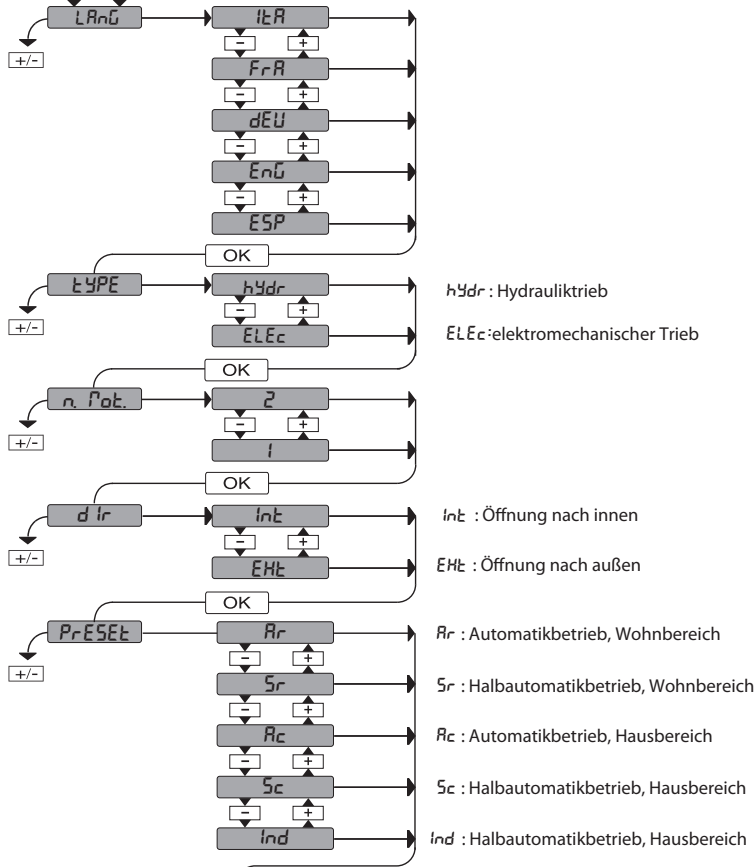 LAnG
ItA
+/-
- +
FrA
- +
dEU
- +
EnG
- +
ESP
OK
tYPE
hYdr
hYdr : Hydrauliktrieb
+/-
- +
ELEc
ELEc:elektromechanischer Trieb
OK
n. Mot.
2
+/-
- +
1
OK
dIr
Int
Int : Öffnung nach innen
+/-
- +
EHt
EHt : Öffnung nach außen
OK
PrESEt
Ar
Ar : Automatikbetrieb, Wohnbereich
+/-
- +
Sr
Sr : Halbautomatikbetrieb, Wohnbereich
- +
Ac
Ac : Automatikbetrieb, Hausbereich
- +
Sc
Sc : Halbautomatikbetrieb, Hausbereich
- +
Ind
Ind : Halbautomatikbetrieb, Hausbereich